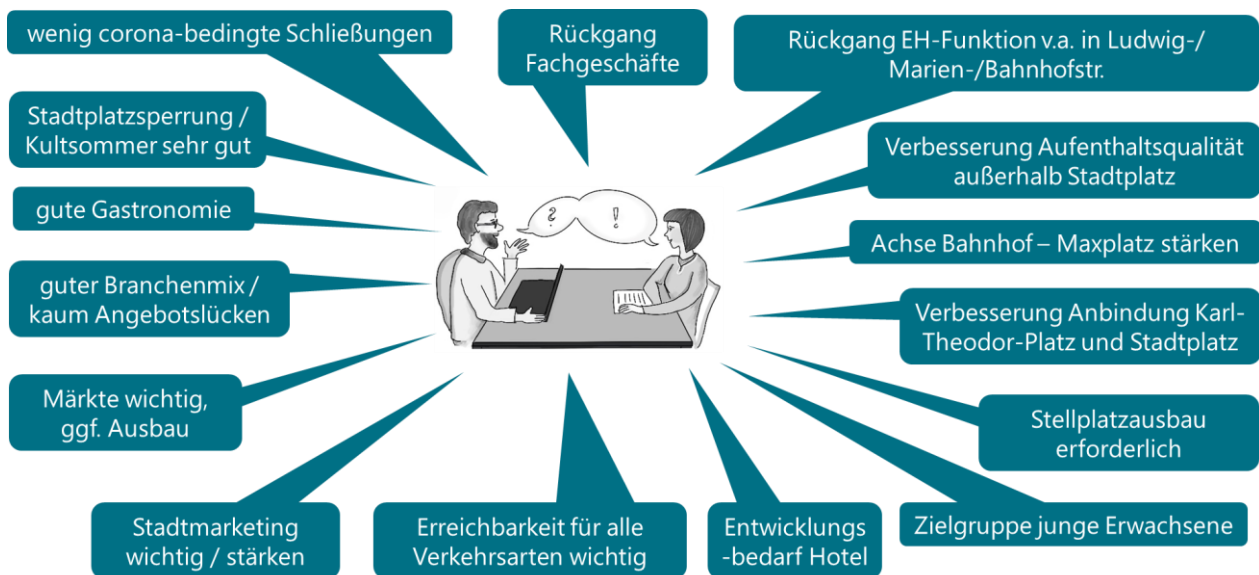 wenig corona-bedingte Schließungen
Rückgang
Fachgeschäfte
Rückgang EH-Funktion v.a. in Ludwig-/
Marien-/Bahnhofstr.
Stadtplatzsperrung /
Kultsommer sehr gut
Verbesserung Aufenthaltsqualität
außerhalb Stadtplatz
gute Gastronomie
? !
Achse Bahnhof – Maxplatz stärken
guter Branchenmix /
kaum Angebotslücken
Verbesserung Anbindung Karl-
Theodor-Platz und Stadtplatz
Märkte wichtig,
ggf. Ausbau
Stellplatzausbau
erforderlich
Stadtmarketing
wichtig / stärken
Erreichbarkeit für alle
Verkehrsarten wichtig
Entwicklungs
-bedarf Hotel
Zielgruppe junge Erwachsene